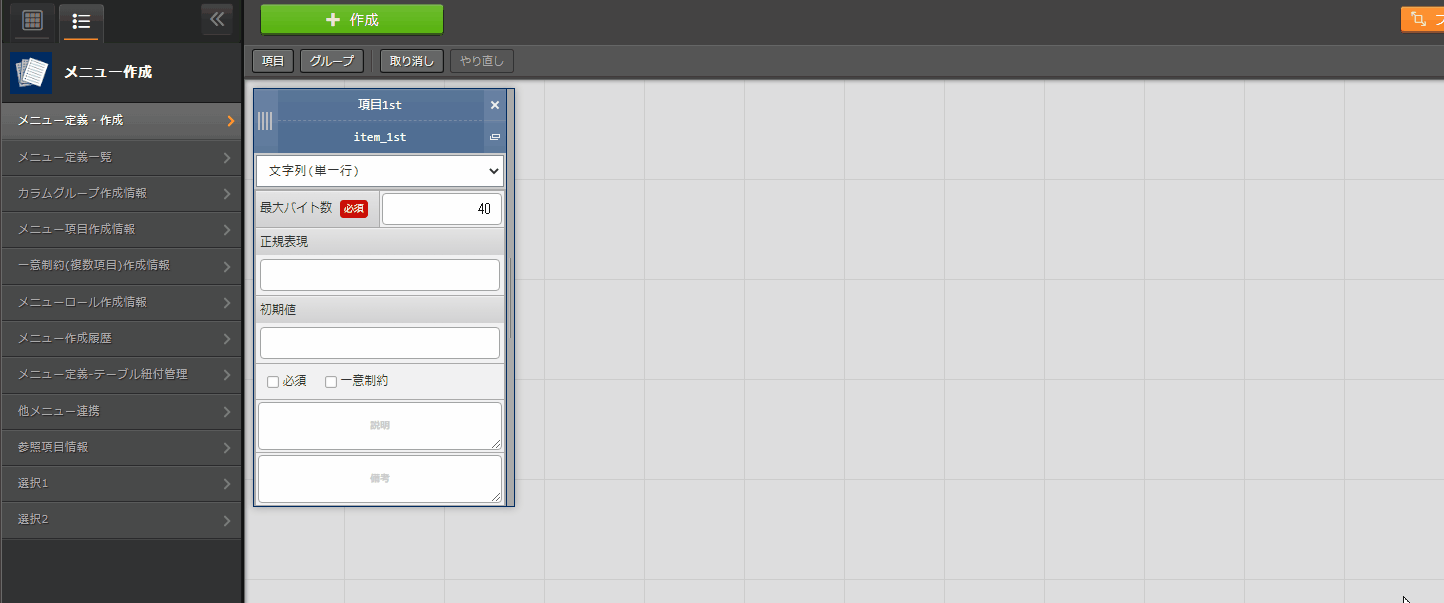 作成
フ
項目
グループ
取り消し
やり直し
メニュー作成
メニュー定義・作成
メニュー定義一覧
カラムグループ作成情報
メニュー項目作成情報
一意制約(複数項目)作成情報
メニューロール作成情報
メニュー作成履歴
メニュー定義-テーブル紐付管理
他メニュー連携
参照項目情報
選択1
選択2
項目1st
item_1st
文字列(単一行)
最大バイト数 必須 40
正規表現
初期値
必須 一意制約
説明
備考